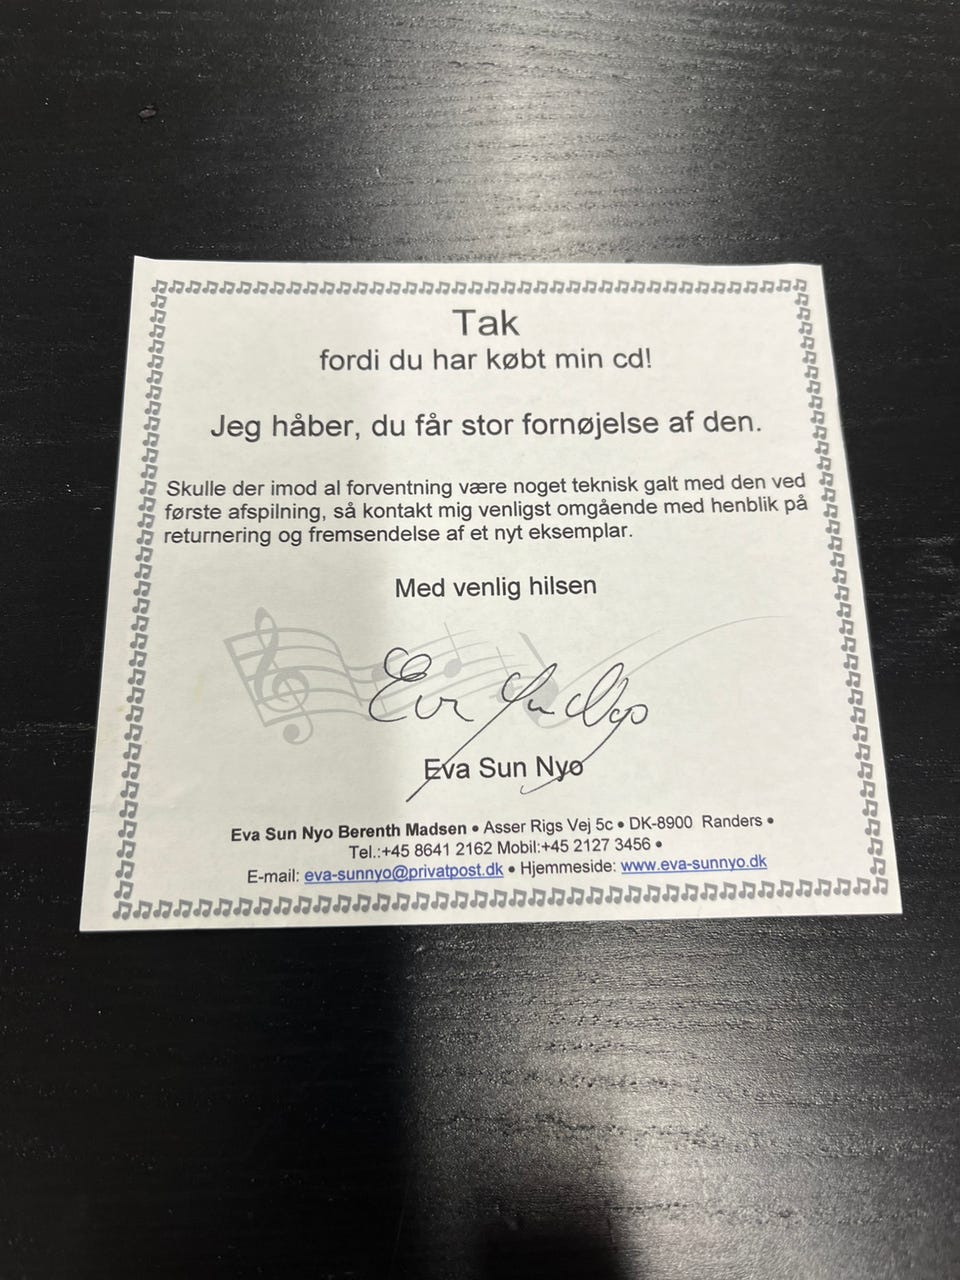 Tak
fordi du har købt min cd!
Jeg håber, du får stor fornøjelse af den.
Skulle der imod al forventning være noget teknisk galt med den ved
første afspilning, så kontakt mig venligst omgående med henblik på
returnering og fremsendelse af et nyt eksemplar.
Med venlig hilsen
Eva Sun Nyo
Eva Sun Nyo
Eva Sun Nyo Berenth Madsen • Asser Rigs Vej 5c • DK-8900 Randers •
Tel.:+45 8641 2162 Mobil:+45 2127 3456 •
E-mail: eva-sunnyo@privatpost.dk • Hjemmeside: www.eva-sunnyo.dk